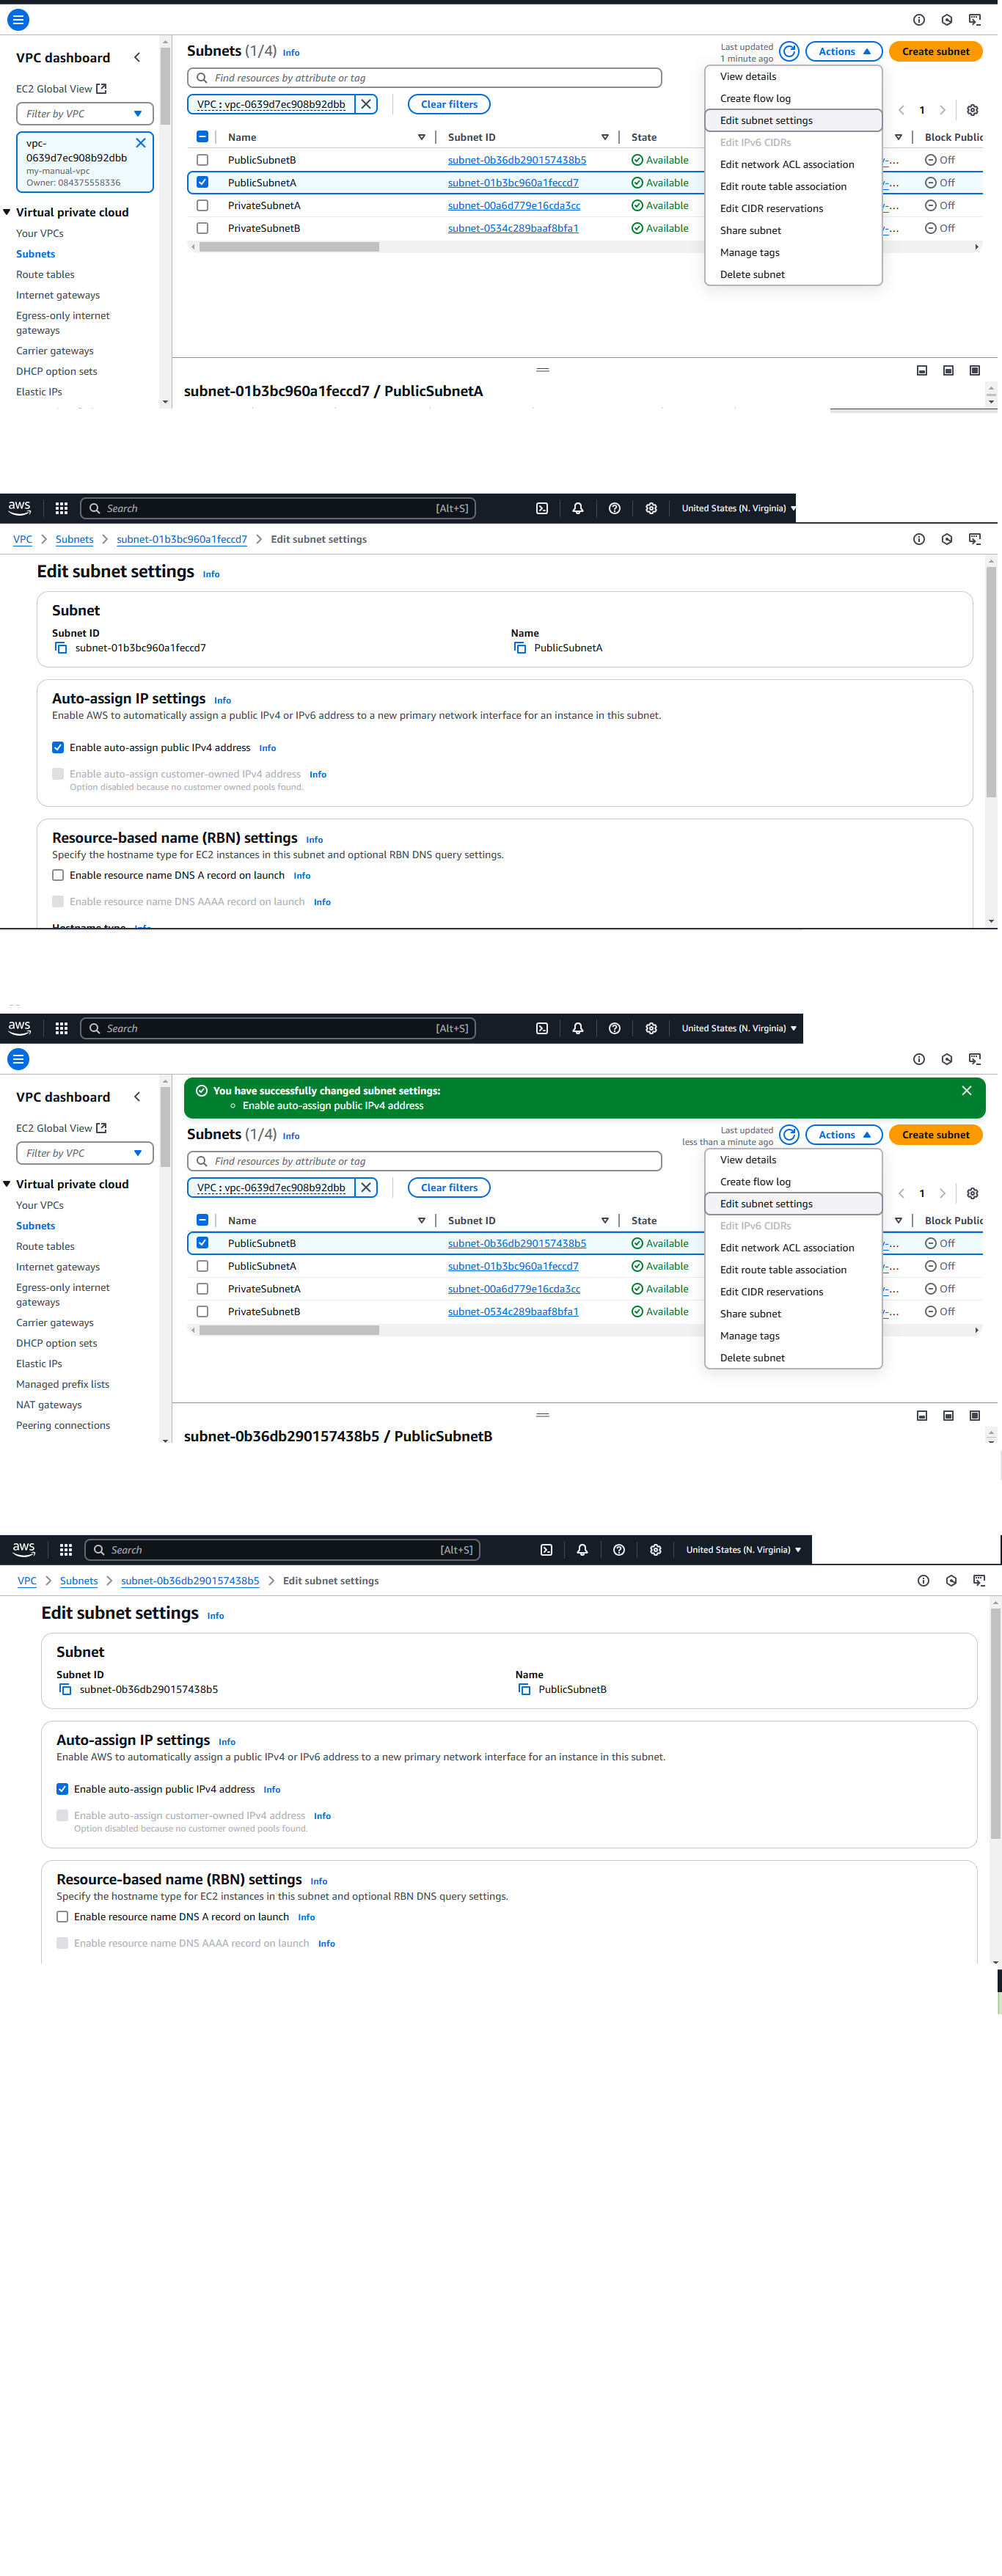 VPC dashboard
EC2 Global View
Filter by VPC
vpc-
0639d7ec908b92dbb
my-manual-vpc
Owner: 084375558336
Virtual private cloud
Your VPCs
Subnets
Route tables
Internet gateways
Egress-only internet
gateways
Carrier gateways
DHCP option sets
Elastic IPs
Subnets (1/4) Info
Last updated
1 minute ago
Actions
Create subnet
Find resources by attribute or tag
VPC : vpc-0639d7ec908b92dbb
Clear filters
1
Name Subnet ID State Block Public
PublicSubnetB subnet-0b36db290157438b5 Available Off
PublicSubnetA subnet-01b3bc960a1feccd7 Available Off
PrivateSubnetA subnet-00a6d779e16cda3cc Available Off
PrivateSubnetB subnet-0534c289baaf8bfa1 Available Off
View details
Create flow log
Edit subnet settings
Edit IPv6 CIDRs
Edit network ACL association
Edit route table association
Edit CIDR reservations
Share subnet
Manage tags
Delete subnet
subnet-01b3bc960a1feccd7 / PublicSubnetA
aws Search [Alt+S] United States (N. Virginia)
VPC Subnets subnet-01b3bc960a1feccd7 Edit subnet settings
Edit subnet settings Info
Subnet
Subnet ID Name
subnet-01b3bc960a1feccd7 PublicSubnetA
Auto-assign IP settings Info
Enable AWS to automatically assign a public IPv4 or IPv6 address to a new primary network interface for an instance in this subnet.
Enable auto-assign public IPv4 address Info
Enable auto-assign customer-owned IPv4 address Info
Option disabled because no customer owned pools found.
Resource-based name (RBN) settings Info
Specify the hostname type for EC2 instances in this subnet and optional RBN DNS query settings.
Enable resource name DNS A record on launch Info
Enable resource name DNS AAAA record on launch Info
Hostname type Info
aws Search [Alt+S] United States (N. Virginia)
VPC dashboard
EC2 Global View
Filter by VPC
Virtual private cloud
Your VPCs
Subnets
Route tables
Internet gateways
Egress-only internet
gateways
Carrier gateways
DHCP option sets
Elastic IPs
Managed prefix lists
NAT gateways
Peering connections
You have successfully changed subnet settings:
Enable auto-assign public IPv4 address
Subnets (1/4) Info
Last updated
less than a minute ago
Actions
Create subnet
Find resources by attribute or tag
VPC : vpc-0639d7ec908b92dbb
Clear filters
1
Name Subnet ID State Block Public
PublicSubnetB subnet-0b36db290157438b5 Available Off
PublicSubnetA subnet-01b3bc960a1feccd7 Available Off
PrivateSubnetA subnet-00a6d779e16cda3cc Available Off
PrivateSubnetB subnet-0534c289baaf8bfa1 Available Off
View details
Create flow log
Edit subnet settings
Edit IPv6 CIDRs
Edit network ACL association
Edit route table association
Edit CIDR reservations
Share subnet
Manage tags
Delete subnet
subnet-0b36db290157438b5 / PublicSubnetB
aws Search [Alt+S] United States (N. Virginia)
VPC Subnets subnet-0b36db290157438b5 Edit subnet settings
Edit subnet settings Info
Subnet
Subnet ID Name
subnet-0b36db290157438b5 PublicSubnetB
Auto-assign IP settings Info
Enable AWS to automatically assign a public IPv4 or IPv6 address to a new primary network interface for an instance in this subnet.
Enable auto-assign public IPv4 address Info
Enable auto-assign customer-owned IPv4 address Info
Option disabled because no customer owned pools found.
Resource-based name (RBN) settings Info
Specify the hostname type for EC2 instances in this subnet and optional RBN DNS query settings.
Enable resource name DNS A record on launch Info
Enable resource name DNS AAAA record on launch Info